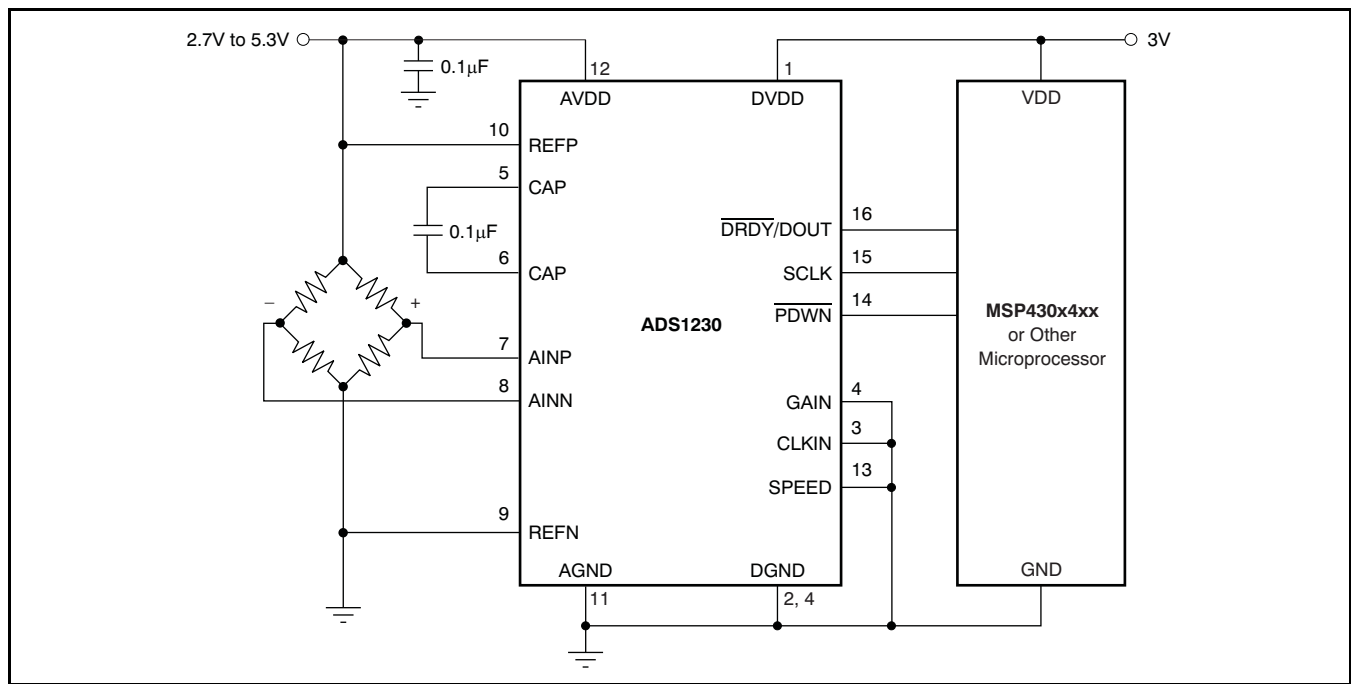 2.7V to 5.3V
0.1µF
12
1
3V
AVDD
DVDD
VDD
10
REFP
5
CAP
0.1µF
6
CAP
DRDY/DOUT
16
SCLK
15
PDWN
14
ADS1230
MSP430x4xx
or Other
Microprocessor
−
+
7
AINP
8
AINN
GAIN
4
CLKIN
3
SPEED
13
9
REFN
AGND
DGND
GND
11
2, 4